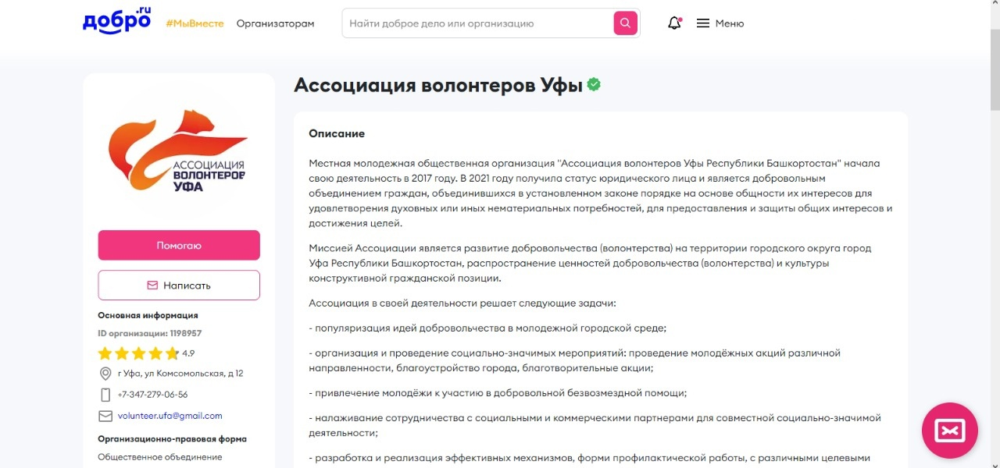 добро.ru
#МыВместе
Организаторам
Найти доброе дело или организацию
Меню
АССОЦИАЦИЯ
ВОЛОНТЕРОВ
УФА
Помогаю
Написать
Основная информация
ID организации: 1198957
4.9
г Уфа, ул Комсомольская, д 12
+7-347-279-06-56
volunteer.ufa@gmail.com
Организационно-правовая форма
Общественное объединение
Ассоциация волонтеров Уфы
Описание
Местная молодежная общественная организация "Ассоциация волонтеров Уфы Республики Башкортостан" начала
свою деятельность в 2017 году. В 2021 году получила статус юридического лица и является добровольным
объединением граждан, объединившихся в установленном законе порядке на основе общности их интересов для
удовлетворения духовных или иных нематериальных потребностей, для предоставления и защиты общих интересов и
достижения целей.
Миссией Ассоциации является развитие добровольчества (волонтерства) на территории городского округа город
Уфа Республики Башкортостан, распространение ценностей добровольчества (волонтерства) и культуры
конструктивной гражданской позиции.
Ассоциация в своей деятельности решает следующие задачи:
- популяризация идей добровольчества в молодежной городской среде;
- организация и проведение социально-значимых мероприятий: проведение молодёжных акций различной
направленности, благоустройство города, благотворительные акции;
- привлечение молодёжи к участию в добровольной безвозмездной помощи;
- налаживание сотрудничества с социальными и коммерческими партнерами для совместной социально-значимой
деятельности;
- разработка и реализация эффективных механизмов, форми профилактической работы, с различными целевыми